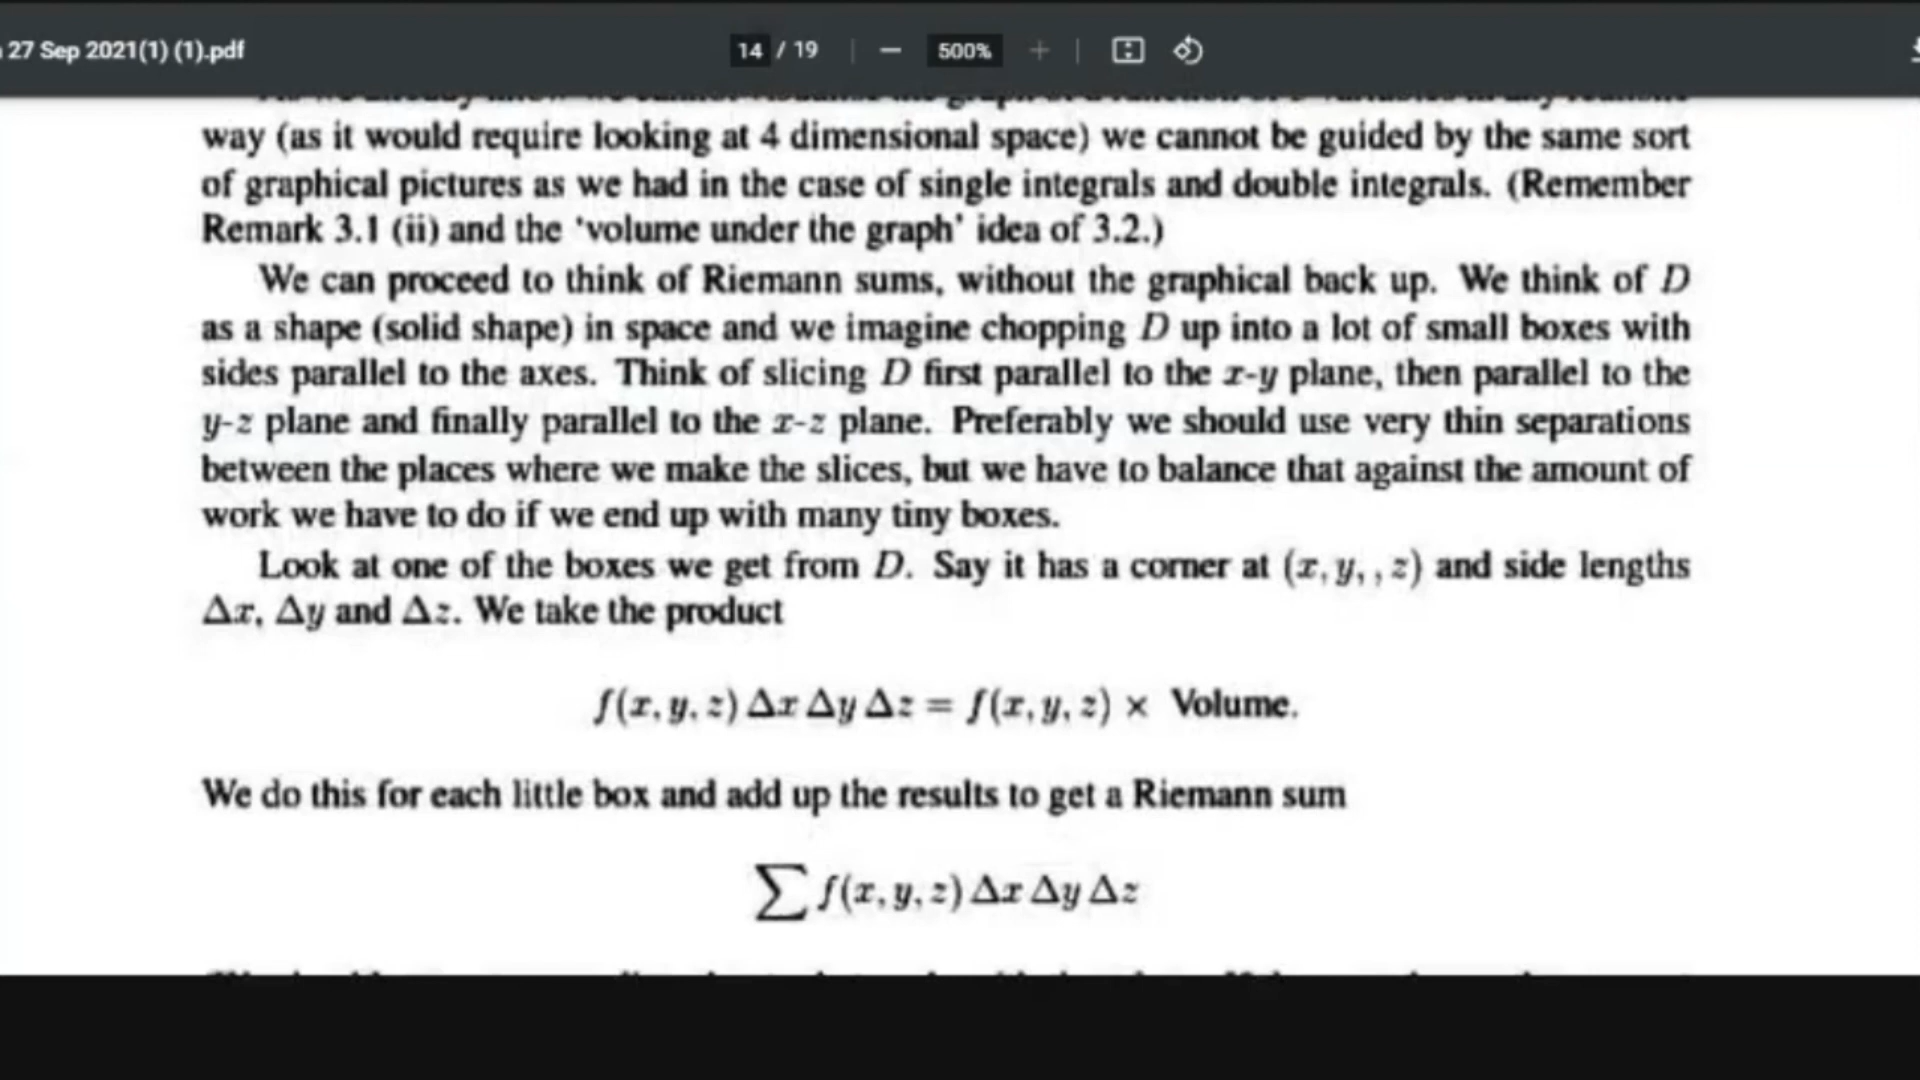 27 Sep 2021(1) (1).pdf
14 / 19
500%
way (as it would require looking at 4 dimensional space) we cannot be guided by the same sort
of graphical pictures as we had in the case of single integrals and double integrals. (Remember
Remark 3.1 (ii) and the 'volume under the graph' idea of 3.2.)
We can proceed to think of Riemann sums, without the graphical back up. We think of D
as a shape (solid shape) in space and we imagine chopping D up into a lot of small boxes with
sides parallel to the axes. Think of slicing D first parallel to the x-y plane, then parallel to the
y-z plane and finally parallel to the x-z plane. Preferably we should use very thin separations
between the places where we make the slices, but we have to balance that against the amount of
work we have to do if we end up with many tiny boxes.
Look at one of the boxes we get from D. Say it has a corner at (x, y, , z) and side lengths
Δx, Δy and Δz. We take the product
f(x, y, z) Δx Δy Δz = f(x, y, z) × Volume.
We do this for each little box and add up the results to get a Riemann sum
∑ f(x, y, z) Δx Δy Δz